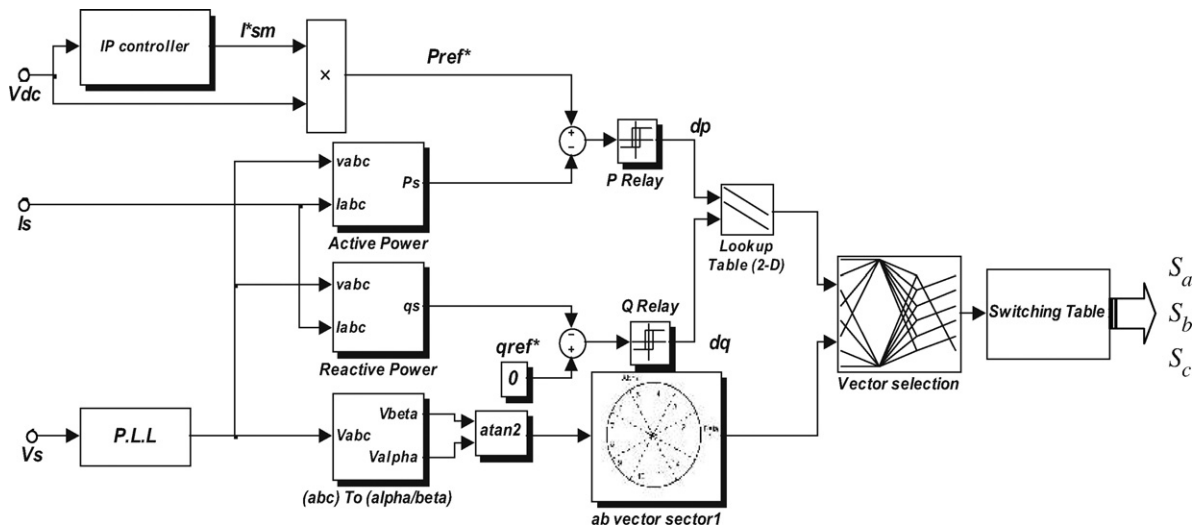 IP controller
I*sm
Vdc
×
Pref*
+
−
dp
P Relay
vabc
Ps
Iabc
Active Power
Is
Lookup
Table (2-D)
vabc
qs
Iabc
Reactive Power
−
+
qref*
0
Q Relay
dq
Vector selection
Switching Table
Sa
Sb
Sc
Vs
P.L.L
Vabc
Vbeta
Valpha
(abc) To (alpha/beta)
atan2
ab vector sector1